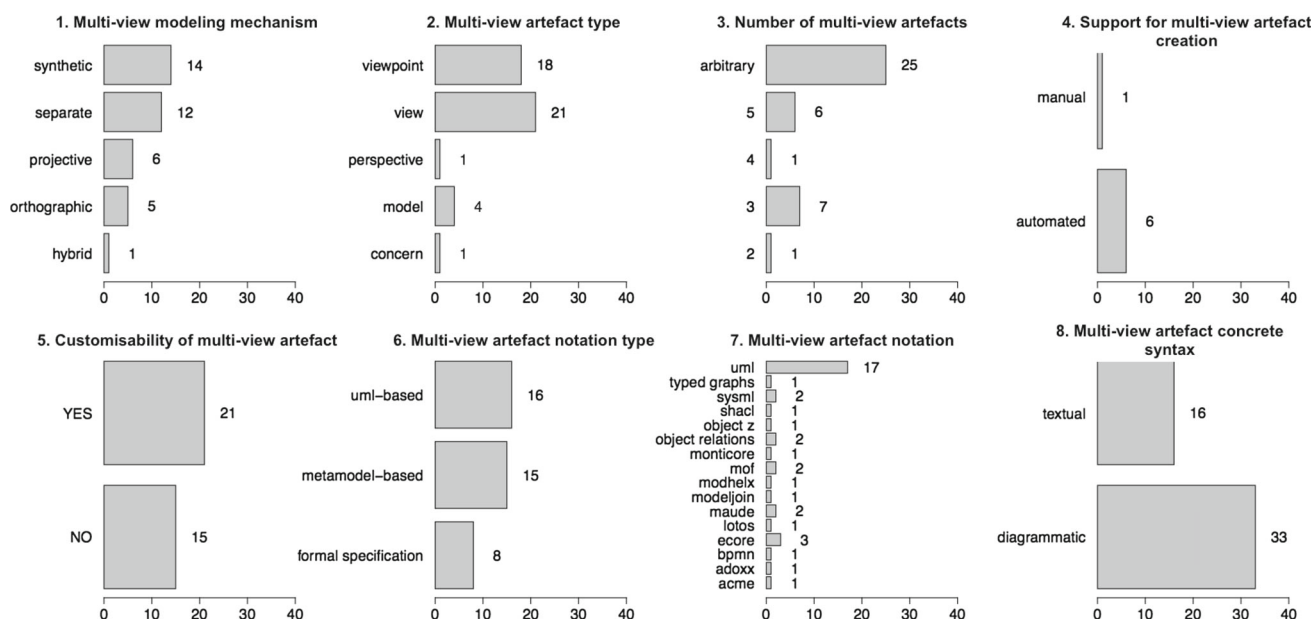 1. Multi-view modeling mechanism
synthetic 14
separate 12
projective 6
orthographic 5
hybrid 1
0 10 20 30 40
2. Multi-view artefact type
viewpoint 18
view 21
perspective 1
model 4
concern 1
0 10 20 30 40
3. Number of multi-view artefacts
arbitrary 25
5 6
4 1
3 7
2 1
0 10 20 30 40
4. Support for multi-view artefact
creation
manual 1
automated 6
0 10 20 30 40
5. Customisability of multi-view artefact
YES 21
NO 15
0 10 20 30 40
6. Multi-view artefact notation type
uml-based 16
metamodel-based 15
formal specification 8
0 10 20 30 40
7. Multi-view artefact notation
uml 17
typed graphs 1
sysml 2
shacl 1
object z 1
object relations 2
monticore 1
mof 2
modhelx 1
modeljoin 1
maude 2
lotos 1
ecore 3
bpmn 1
adoxx 1
acme 1
0 10 20 30 40
8. Multi-view artefact concrete
syntax
textual 16
diagrammatic 33
0 10 20 30 40